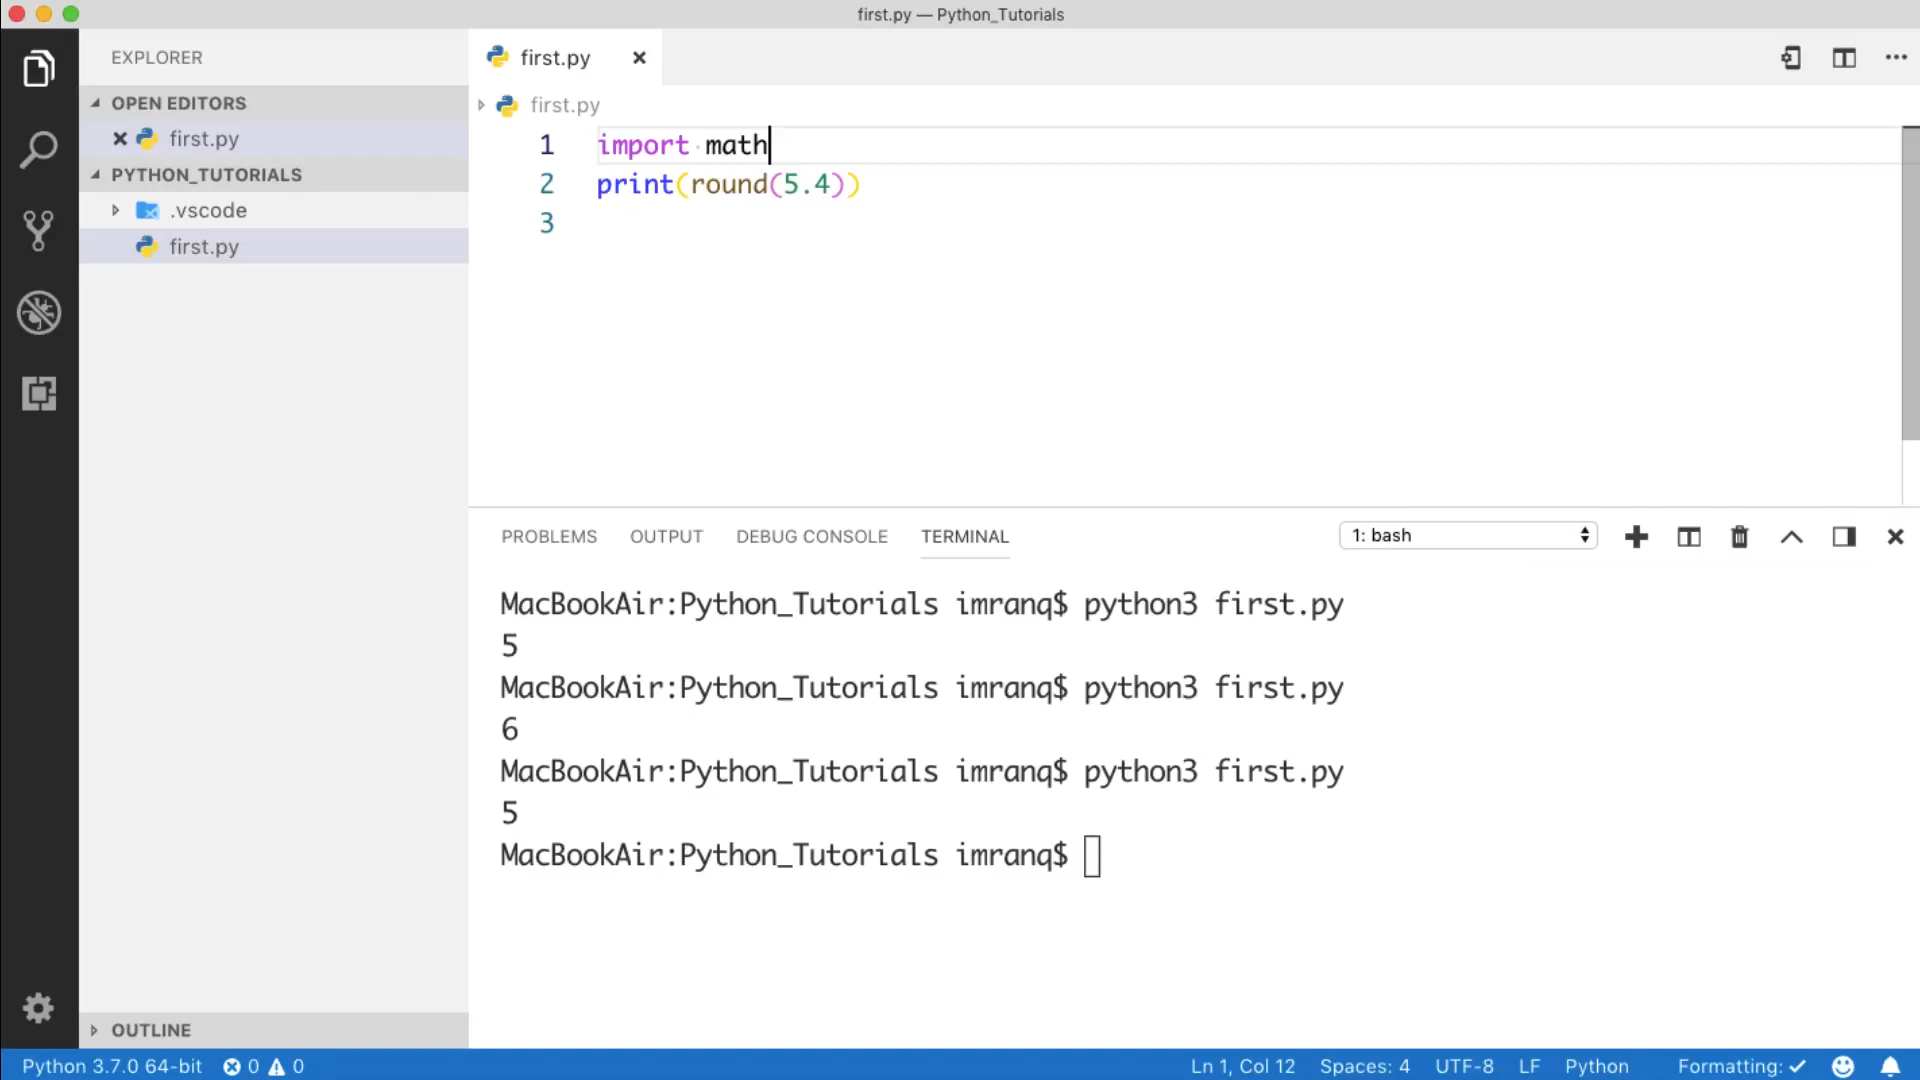 first.py — Python_Tutorials
EXPLORER
OPEN EDITORS
first.py
PYTHON_TUTORIALS
.vscode
first.py
OUTLINE
first.py
first.py
1 import math
2 print(round(5.4))
3
PROBLEMS OUTPUT DEBUG CONSOLE TERMINAL 1: bash
MacBookAir:Python_Tutorials imranq$ python3 first.py
5
MacBookAir:Python_Tutorials imranq$ python3 first.py
6
MacBookAir:Python_Tutorials imranq$ python3 first.py
5
MacBookAir:Python_Tutorials imranq$
Python 3.7.0 64-bit 0 0 Ln 1, Col 12 Spaces: 4 UTF-8 LF Python Formatting: ✓